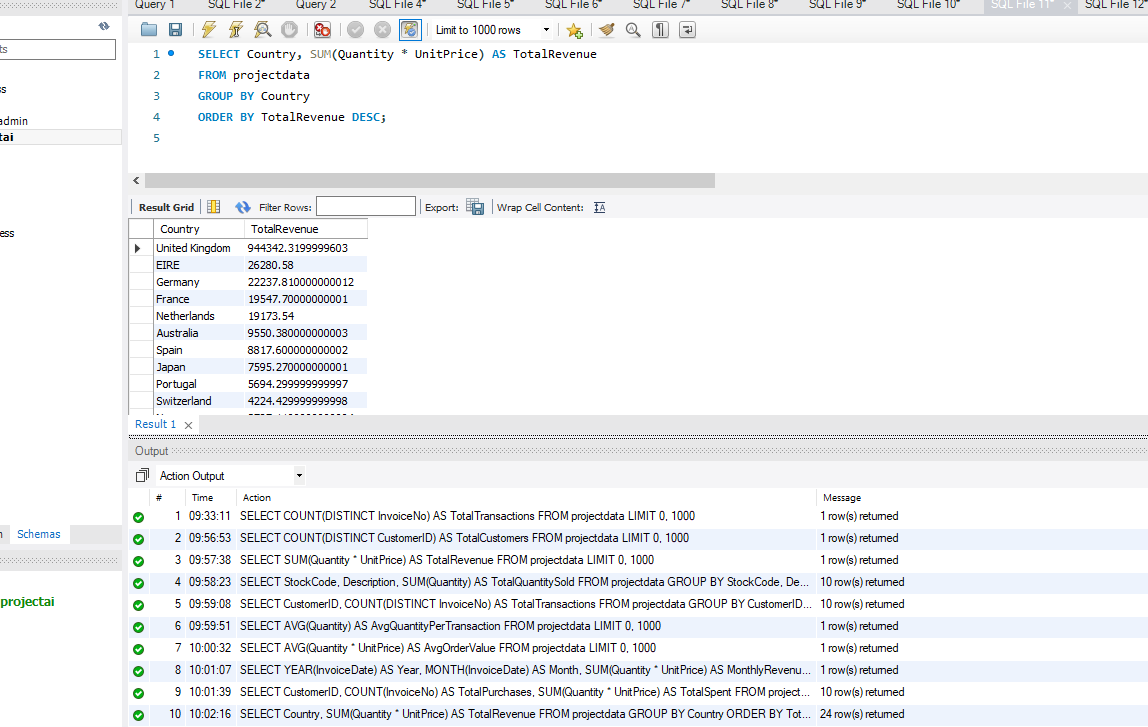 Query 1 SQL File 2* Query 2 SQL File 4* SQL File 5* SQL File 6* SQL File 7* SQL File 8* SQL File 9* SQL File 10* SQL File 11* SQL File 12*
Limit to 1000 rows
ts
ss
admin
tai
ess
1 SELECT Country, SUM(Quantity * UnitPrice) AS TotalRevenue
2 FROM projectdata
3 GROUP BY Country
4 ORDER BY TotalRevenue DESC;
5
Result Grid Filter Rows: Export: Wrap Cell Content: IA
Country TotalRevenue
United Kingdom 944342.3199999603
EIRE 26280.58
Germany 22237.810000000012
France 19547.70000000001
Netherlands 19173.54
Australia 9550.380000000003
Spain 8817.600000000002
Japan 7595.270000000001
Portugal 5694.299999999997
Switzerland 4224.429999999998
Result 1
Output
Action Output
# Time Action Message
1 09:33:11 SELECT COUNT(DISTINCT InvoiceNo) AS TotalTransactions FROM projectdata LIMIT 0, 1000 1 row(s) returned
2 09:56:53 SELECT COUNT(DISTINCT CustomerID) AS TotalCustomers FROM projectdata LIMIT 0, 1000 1 row(s) returned
3 09:57:38 SELECT SUM(Quantity * UnitPrice) AS TotalRevenue FROM projectdata LIMIT 0, 1000 1 row(s) returned
4 09:58:23 SELECT StockCode, Description, SUM(Quantity) AS TotalQuantitySold FROM projectdata GROUP BY StockCode, De... 10 row(s) returned
5 09:59:08 SELECT CustomerID, COUNT(DISTINCT InvoiceNo) AS TotalTransactions FROM projectdata GROUP BY CustomerID... 10 row(s) returned
6 09:59:51 SELECT AVG(Quantity) AS AvgQuantityPerTransaction FROM projectdata LIMIT 0, 1000 1 row(s) returned
7 10:00:32 SELECT AVG(Quantity * UnitPrice) AS AvgOrderValue FROM projectdata LIMIT 0, 1000 1 row(s) returned
8 10:01:07 SELECT YEAR(InvoiceDate) AS Year, MONTH(InvoiceDate) AS Month, SUM(Quantity * UnitPrice) AS MonthlyRevenu... 1 row(s) returned
9 10:01:39 SELECT CustomerID, COUNT(InvoiceNo) AS TotalPurchases, SUM(Quantity * UnitPrice) AS TotalSpent FROM project... 10 row(s) returned
10 10:02:16 SELECT Country, SUM(Quantity * UnitPrice) AS TotalRevenue FROM projectdata GROUP BY Country ORDER BY Tot... 24 row(s) returned
n Schemas
projectai